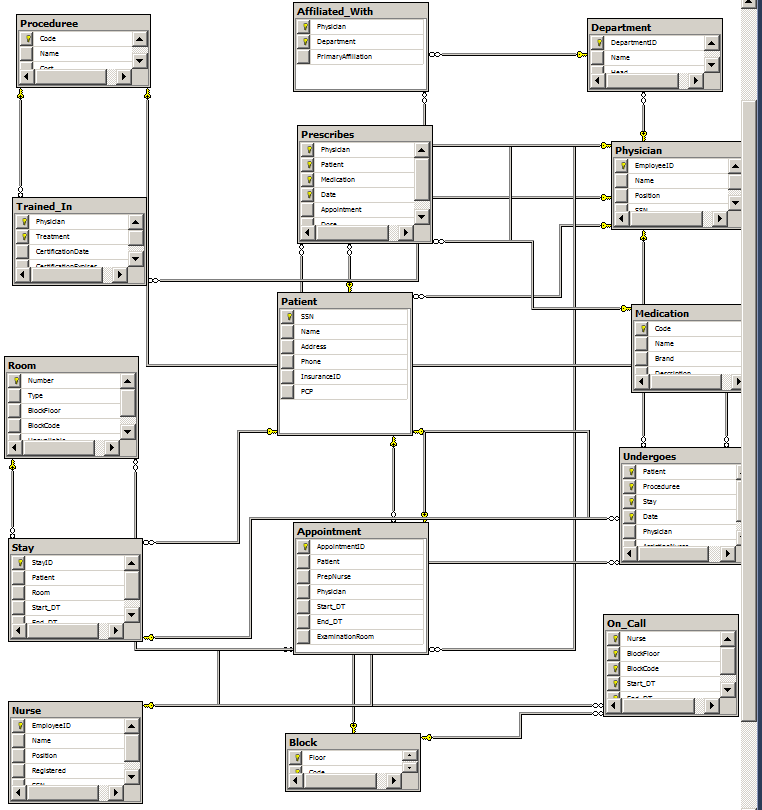 Proceduree
Code
Name
Cost
Affiliated_With
Physician
Department
PrimaryAffiliation
Department
DepartmentID
Name
Head
Prescribes
Physician
Patient
Medication
Date
Appointment
Dose
Physician
EmployeeID
Name
Position
SSN
Trained_In
Physician
Treatment
CertificationDate
CertificationExpires
Patient
SSN
Name
Address
Phone
InsuranceID
PCP
Medication
Code
Name
Brand
Description
Room
Number
Type
BlockFloor
BlockCode
Unavailable
Undergoes
Patient
Proceduree
Stay
Date
Physician
AssistingNurse
Stay
StayID
Patient
Room
Start_DT
End_DT
Appointment
AppointmentID
Patient
PrepNurse
Physician
Start_DT
End_DT
ExaminationRoom
On_Call
Nurse
BlockFloor
BlockCode
Start_DT
End_DT
Nurse
EmployeeID
Name
Position
Registered
SSN
Block
Floor
Code